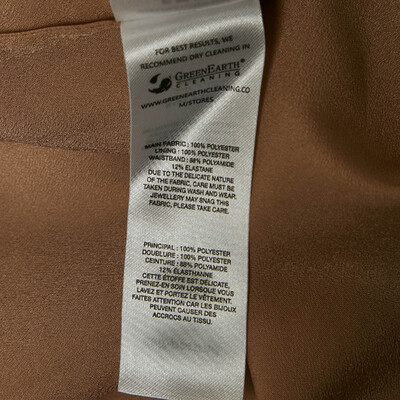 FOR BEST RESULTS, WE
RECOMMEND DRY CLEANING IN
GREENEARTH®
CLEANING
WWW.GREENEARTHCLEANING.CO
M/STORES
MAIN FABRIC : 100% POLYESTER
LINING : 100% POLYESTER
WAISTBAND : 88% POLYAMIDE
12% ELASTANE
DUE TO THE DELICATE NATURE
OF THE FABRIC, CARE MUST BE
TAKEN DURING WASH AND WEAR.
JEWELLERY MAY SNAG THIS
FABRIC, PLEASE TAKE CARE.
PRINCIPAL : 100% POLYESTER
DOUBLURE : 100% POLYESTER
CEINTURE : 88% POLYAMIDE
12% ÉLASTHANNE
CETTE ÉTOFFE EST DÉLICATE,
PRENEZ-EN SOIN LORSQUE VOUS
LAVEZ ET PORTEZ LE VÊTEMENT.
FAITES ATTENTION CAR LES BIJOUX
PEUVENT CAUSER DES
ACCROCS AU TISSU.